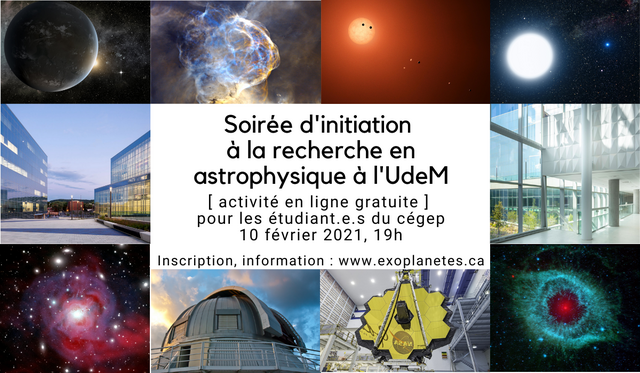 Soirée d'initiation
à la recherche en
astrophysique à l'UdeM
[ activité en ligne gratuite ]
pour les étudiant.e.s du cégep
10 février 2021, 19h
Inscription, information : www.exoplanetes.ca